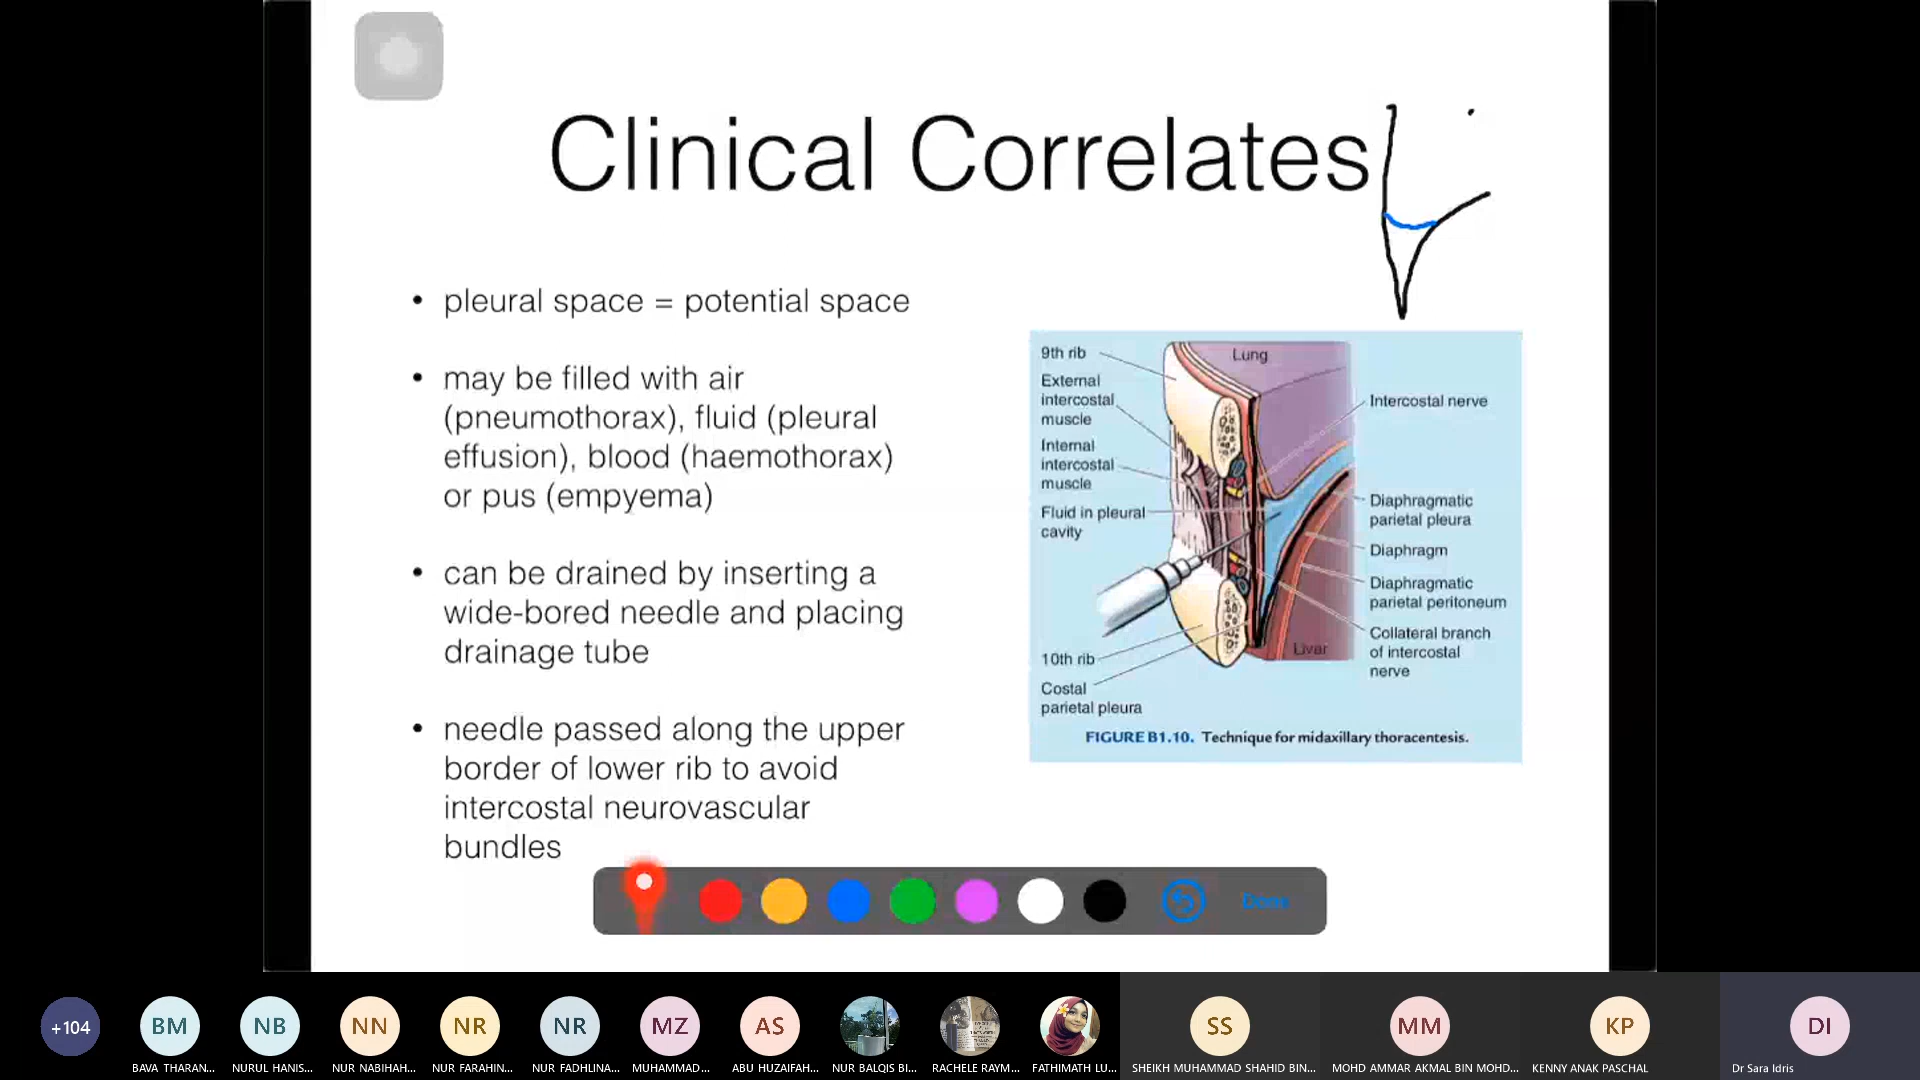 Clinical Correlates
• pleural space = potential space
• may be filled with air
(pneumothorax), fluid (pleural
effusion), blood (haemothorax)
or pus (empyema)
• can be drained by inserting a
wide-bored needle and placing
drainage tube
• needle passed along the upper
border of lower rib to avoid
intercostal neurovascular
bundles
9th rib
External
intercostal
muscle
Internal
intercostal
muscle
Fluid in pleural
cavity
10th rib
Costal
parietal pleura
Lung
Liver
Intercostal nerve
Diaphragmatic
parietal pleura
Diaphragm
Diaphragmatic
parietal peritoneum
Collateral branch
of intercostal
nerve
FIGURE B1.10. Technique for midaxillary thoracentesis.
Done
+104
BM
NB
NN
NR
NR
MZ
AS
SS
MM
KP
DI
BAVA THARAN...
NURUL HANIS...
NUR NABIHAH...
NUR FARAHIN...
NUR FADHLINA...
MUHAMMAD...
ABU HUZAIFAH...
NUR BALQIS BI...
RACHELE RAYM...
FATHIMATH LU...
SHEIKH MUHAMMAD SHAHID BIN...
MOHD AMMAR AKMAL BIN MOHD...
KENNY ANAK PASCHAL
Dr Sara Idris